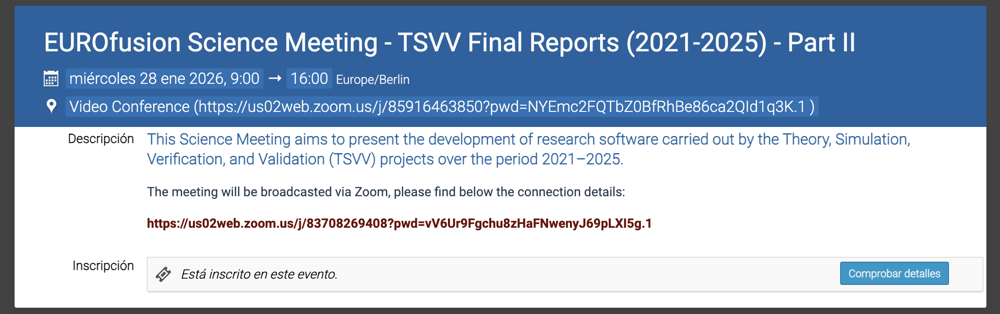 EUROfusion Science Meeting - TSVV Final Reports (2021-2025) - Part II
miércoles 28 ene 2026, 9:00 → 16:00 Europe/Berlin
Video Conference (https://us02web.zoom.us/j/85916463850?pwd=NYEmc2FQTbZ0BfRhBe86ca2QId1q3K.1 )
Descripción This Science Meeting aims to present the development of research software carried out by the Theory, Simulation,
Verification, and Validation (TSVV) projects over the period 2021–2025.
The meeting will be broadcasted via Zoom, please find below the connection details:
https://us02web.zoom.us/j/83708269408?pwd=vV6Ur9Fgchu8zHaFNwenyJ69pLXI5g.1
Inscripción Está inscrito en este evento. Comprobar detalles